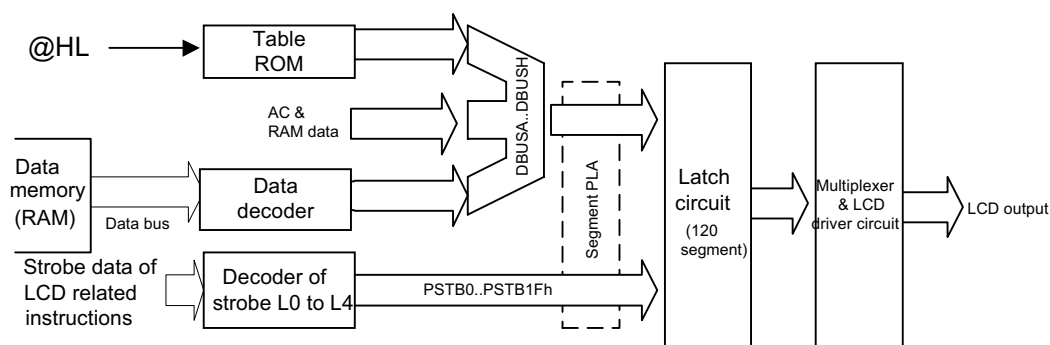 @HL
Table
ROM
AC &
RAM data
DBUSA..DBUSH
Data
memory
(RAM)
Data bus
Data
decoder
Segment PLA
Latch
circuit
(120
segment)
Multiplexer
& LCD
driver circuit
LCD output
Strobe data of
LCD related
instructions
Decoder of
strobe L0 to L4
PSTB0..PSTB1Fh